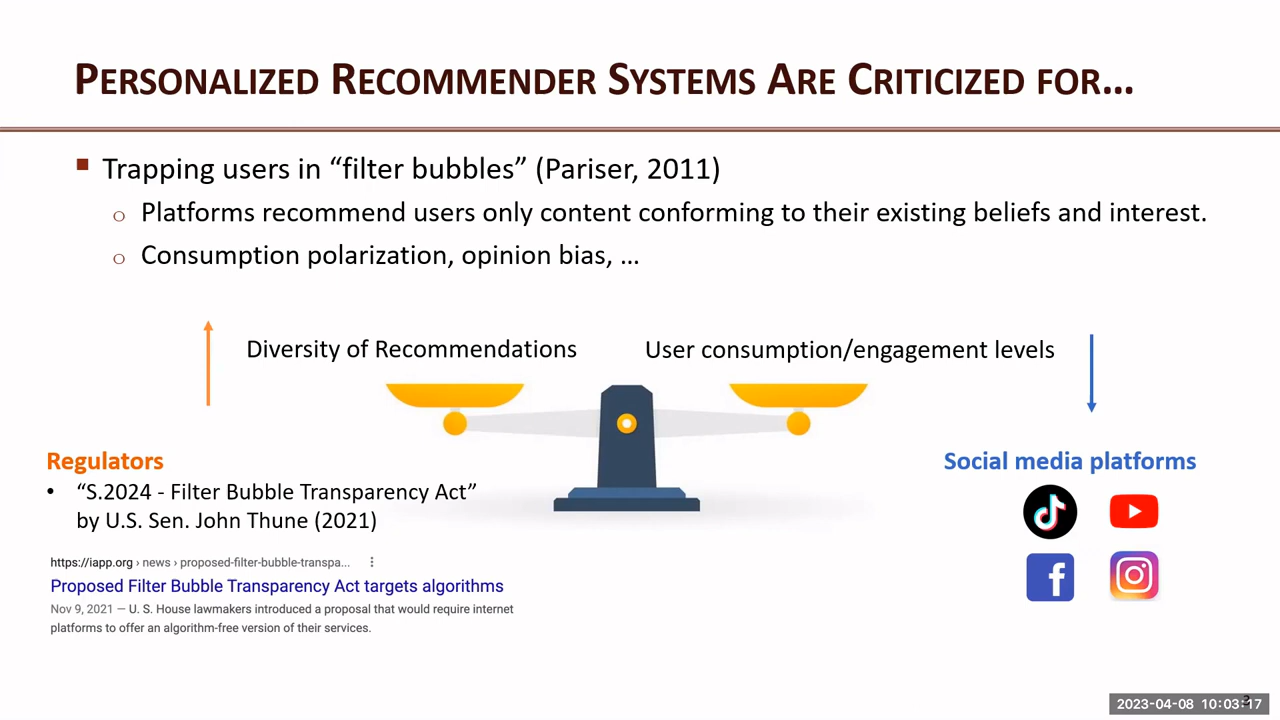 PERSONALIZED RECOMMENDER SYSTEMS ARE CRITICIZED FOR…
Trapping users in “filter bubbles” (Pariser, 2011)
Platforms recommend users only content conforming to their existing beliefs and interest.
Consumption polarization, opinion bias, …
Diversity of Recommendations
User consumption/engagement levels
Regulators
• “S.2024 - Filter Bubble Transparency Act”
by U.S. Sen. John Thune (2021)
https://iapp.org › news › proposed-filter-bubble-transpa...
Proposed Filter Bubble Transparency Act targets algorithms
Nov 9, 2021 — U. S. House lawmakers introduced a proposal that would require internet
platforms to offer an algorithm-free version of their services.
Social media platforms
3
2023-04-08 10:03:17